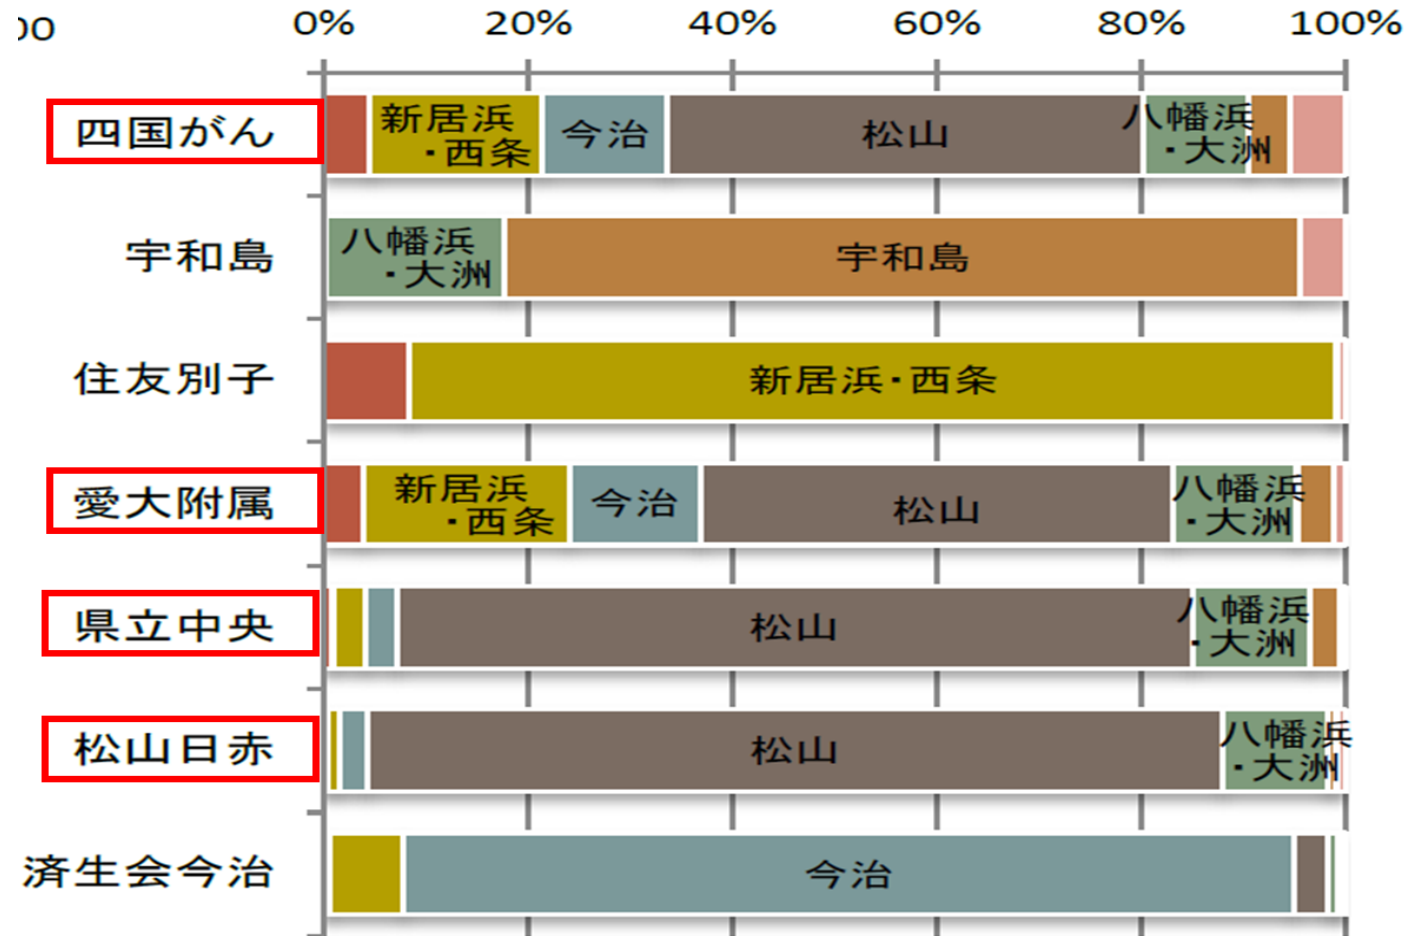 00
0% 20% 40% 60% 80% 100%
四国がん
新居浜
・西条
今治
松山
八幡浜
・大洲
宇和島
八幡浜
・大洲
宇和島
住友別子
新居浜・西条
愛大附属
新居浜
・西条
今治
松山
八幡浜
・大洲
県立中央
松山
八幡浜
・大洲
松山日赤
松山
八幡浜
・大洲
済生会今治
今治